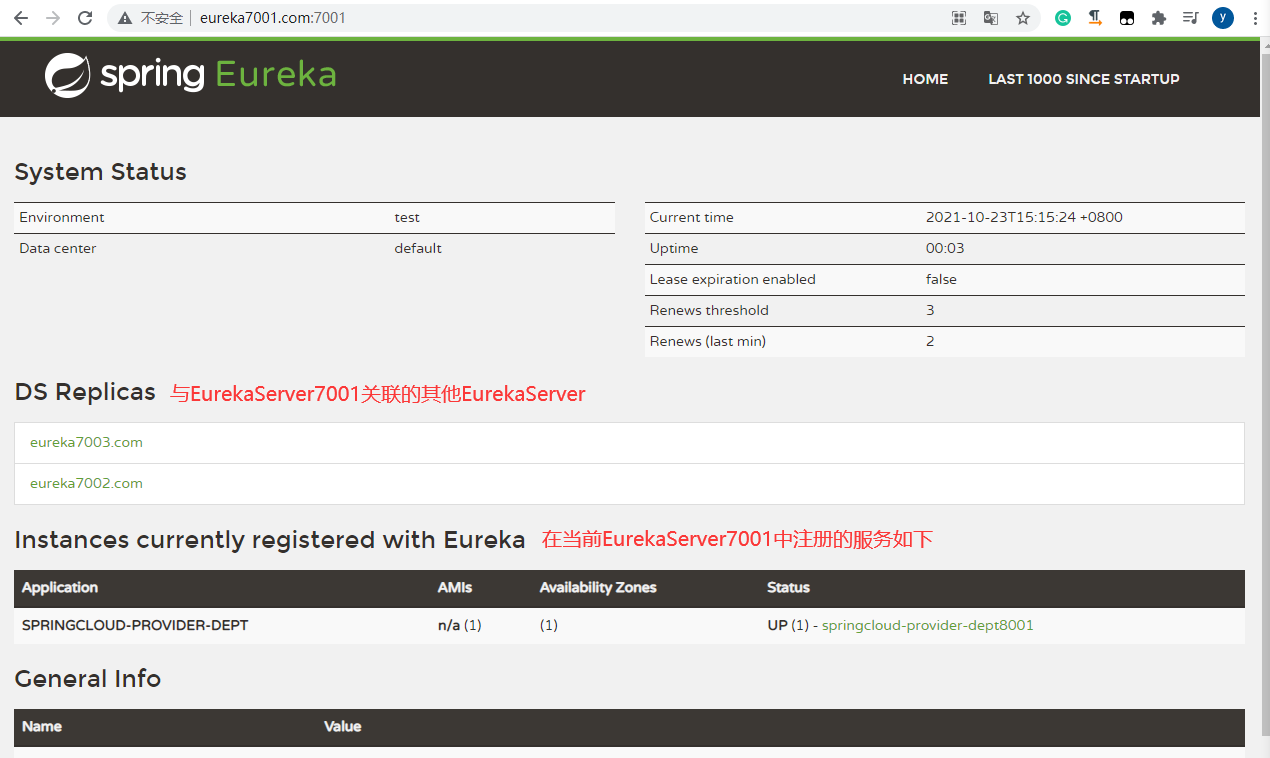 不安全 eureka7001.com:7001 y
spring Eureka HOME LAST 1000 SINCE STARTUP
System Status
Environment test
Data center default
Current time 2021-10-23T15:15:24 +0800
Uptime 00:03
Lease expiration enabled false
Renews threshold 3
Renews (last min) 2
DS Replicas 与EurekaServer7001关联的其他EurekaServer
eureka7003.com
eureka7002.com
Instances currently registered with Eureka 在当前EurekaServer7001中注册的服务如下
Application AMIs Availability Zones Status
SPRINGCLOUD-PROVIDER-DEPT n/a (1) (1) UP (1) - springcloud-provider-dept8001
General Info
Name Value